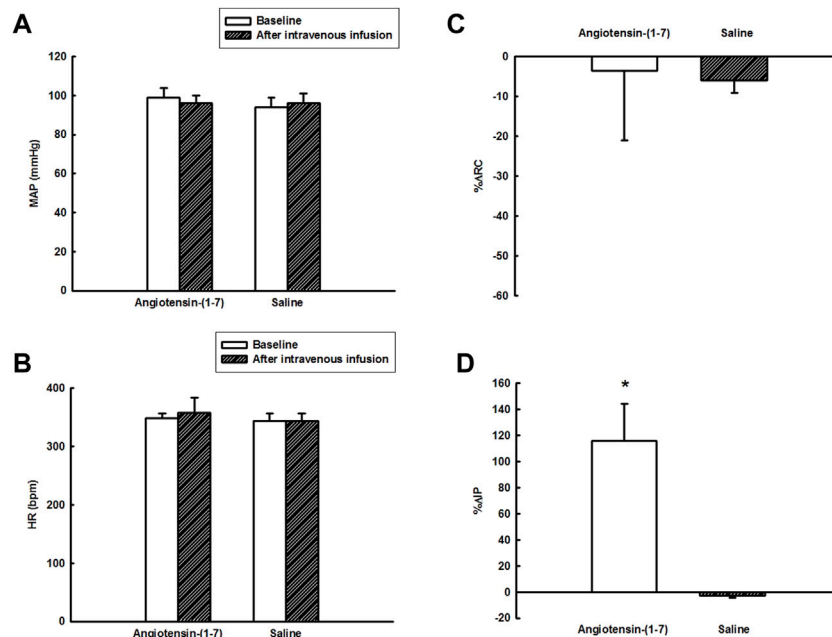 A
Baseline
After intravenous infusion
120
100
80
60
40
20
0
MAP (mmHg)
Angiotensin-(1-7)
Saline
B
Baseline
After intravenous infusion
400
300
200
100
0
HR (bpm)
Angiotensin-(1-7)
Saline
C
Angiotensin-(1-7)
Saline
0
-10
-20
-30
-40
-50
-60
%ΔRC
D
160
140
120
100
80
60
40
20
0
-20
%ΔIP
*
Angiotensin-(1-7)
Saline